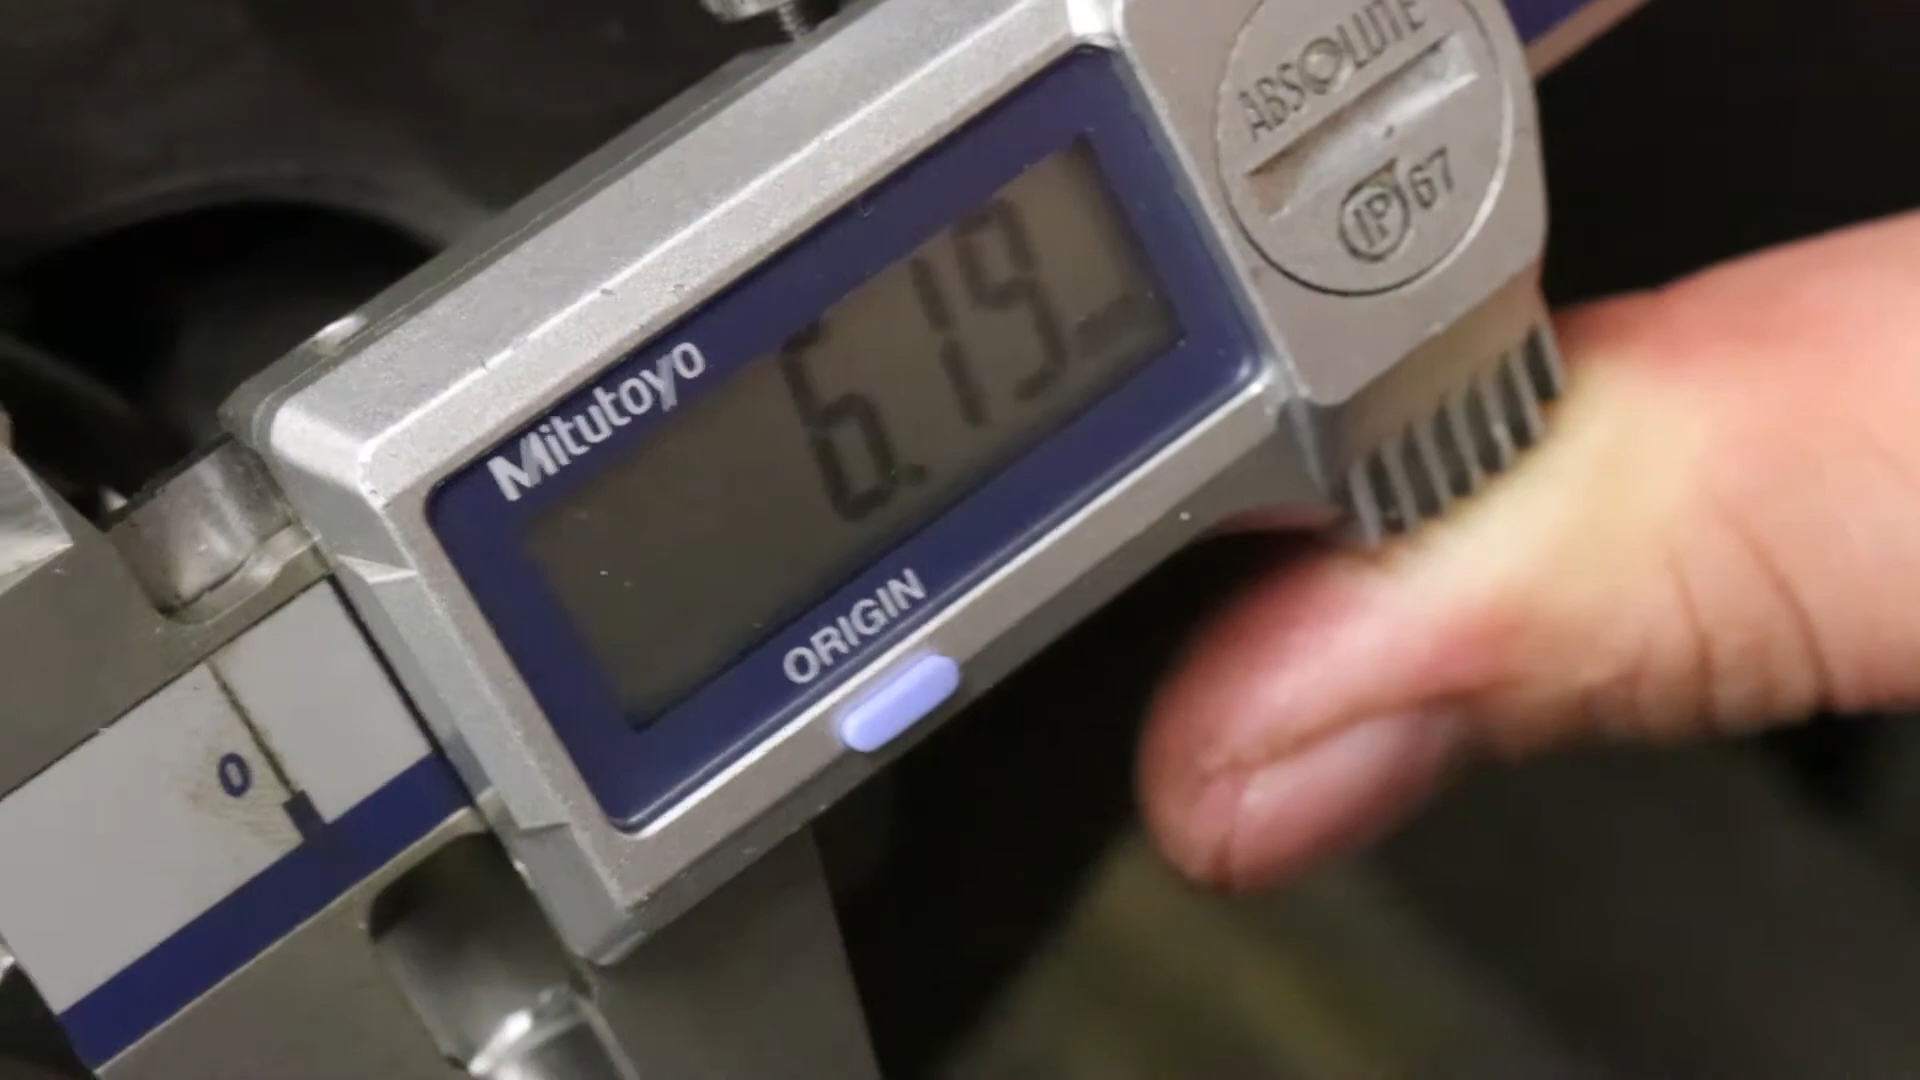 ABSOLUTE
IP67
Mitutoyo
6.19
ORIGIN
0